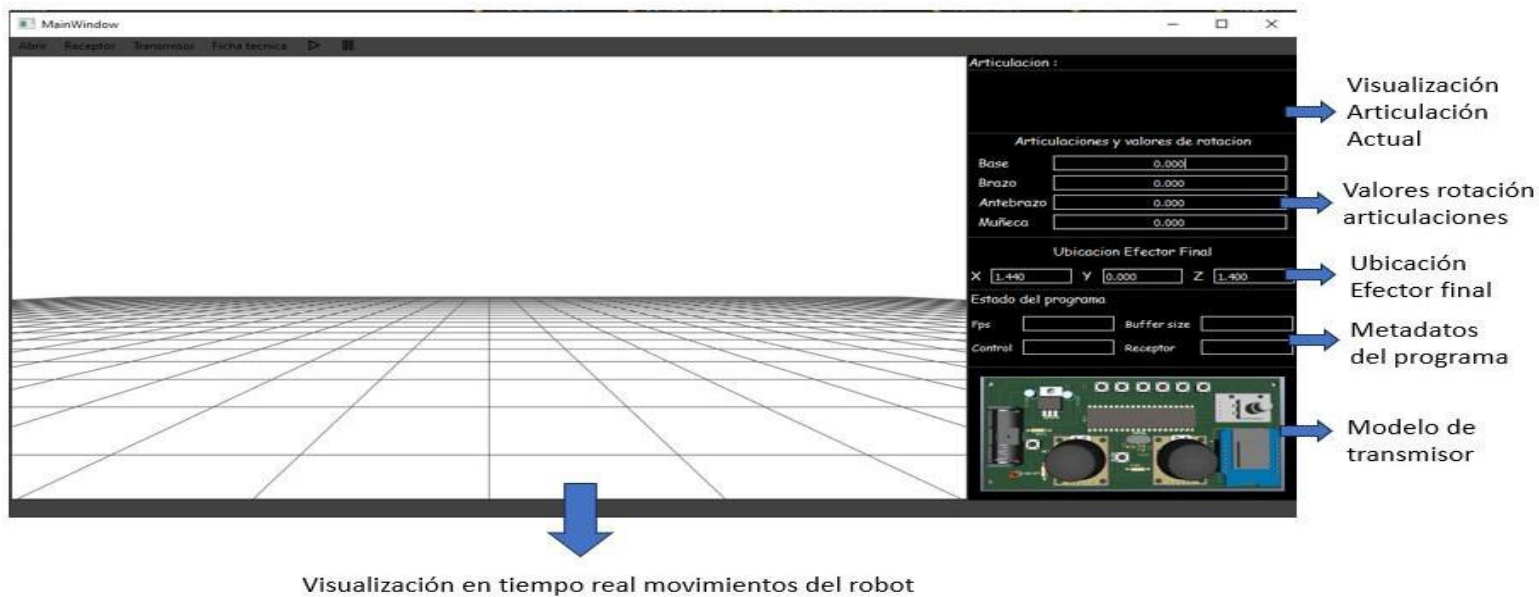 MainWindow
Abrir Receptor Transmisor Ficha tecnica
Articulacion :
Articulaciones y valores de rotacion
Base 0.000
Brazo 0.000
Antebrazo 0.000
Muñeca 0.000
Ubicacion Efector Final
X 1.440 Y 0.000 Z 1.400
Estado del programa
Fps Buffer size
Control Receptor
Visualización
Articulación
Actual
Valores rotación
articulaciones
Ubicación
Efector final
Metadatos
del programa
Modelo de
transmisor
Visualización en tiempo real movimientos del robot